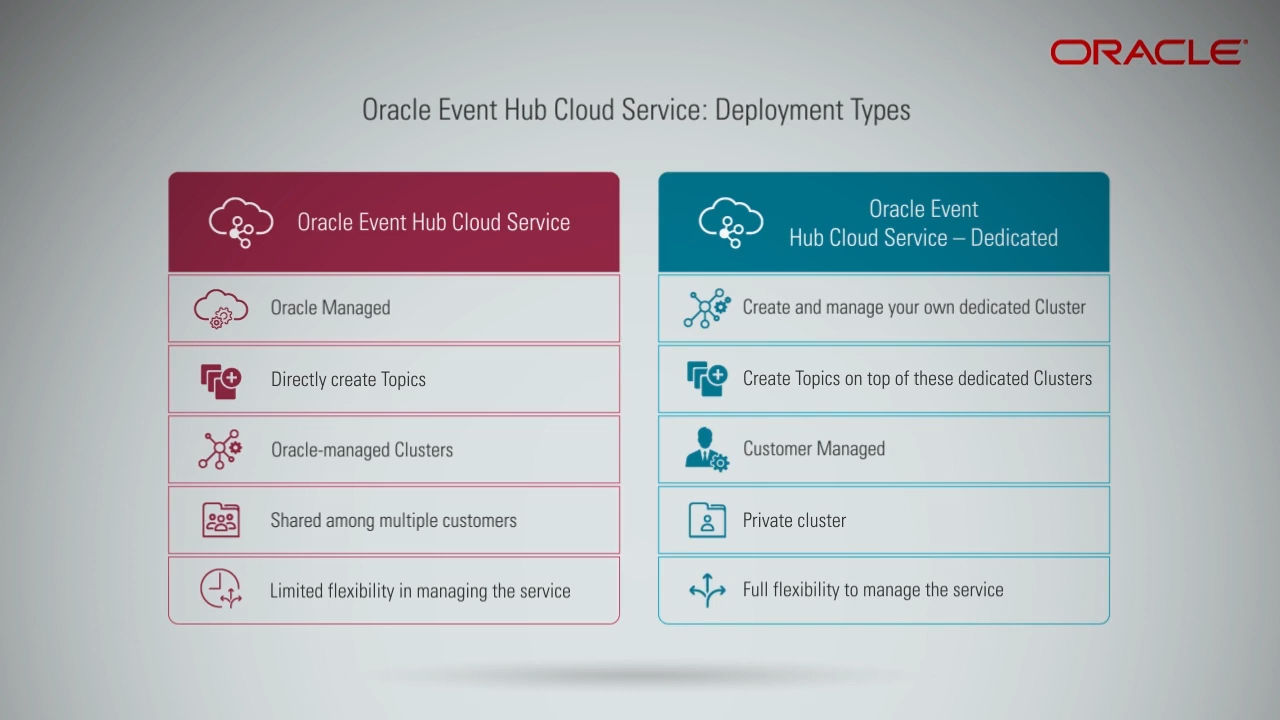 ORACLE
Oracle Event Hub Cloud Service: Deployment Types
Oracle Event Hub Cloud Service
Oracle Managed
Directly create Topics
Oracle-managed Clusters
Shared among multiple customers
Limited flexibility in managing the service
Oracle Event
Hub Cloud Service – Dedicated
Create and manage your own dedicated Cluster
Create Topics on top of these dedicated Clusters
Customer Managed
Private cluster
Full flexibility to manage the service